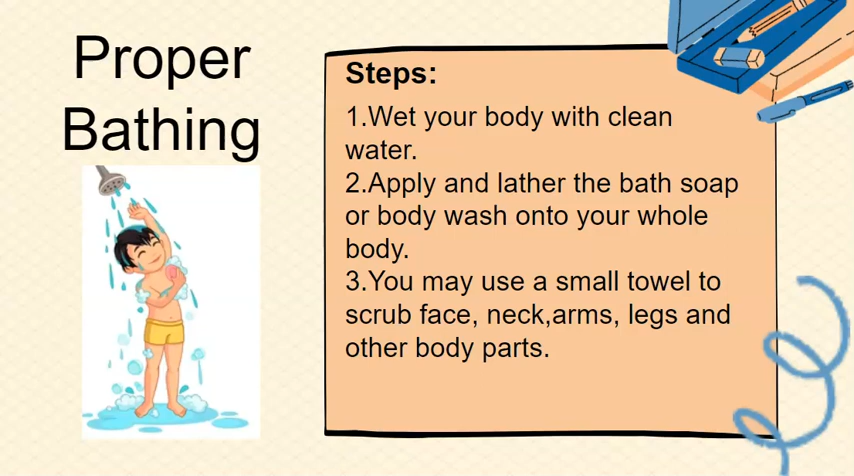 Proper
Bathing
Steps:
1.Wet your body with clean
water.
2.Apply and lather the bath soap
or body wash onto your whole
body.
3.You may use a small towel to
scrub face, neck,arms, legs and
other body parts.